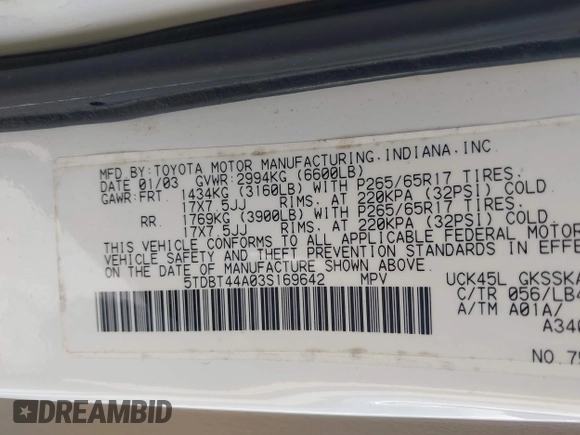 MFD.BY:TOYOTA MOTOR MANUFACTURING,INDIANA,INC.
DATE 01/03 GVWR:2994KG (6600LB)
GAWR:FRT. 1434KG (3160LB) WITH P265/65R17 TIRES.
17X7.5JJ RIMS. AT 220KPA (32PSI) COLD.
RR. 1769KG (3900LB) WITH P265/65R17 TIRES.
17X7.5JJ RIMS. AT 220KPA (32PSI) COLD.
THIS VEHICLE CONFORMS TO ALL APPLICABLE FEDERAL MOTOR
VEHICLE SAFETY AND THEFT PREVENTION STANDARDS IN EFFE
ON THE DATE OF MANUFACTURE SHOWN ABOVE.
5TDBT44A03S169642 MPV
UCK45L GKSSKA
C/TR 056/LB4
A/TM A01A/
A340
NO.75
DREAMBID